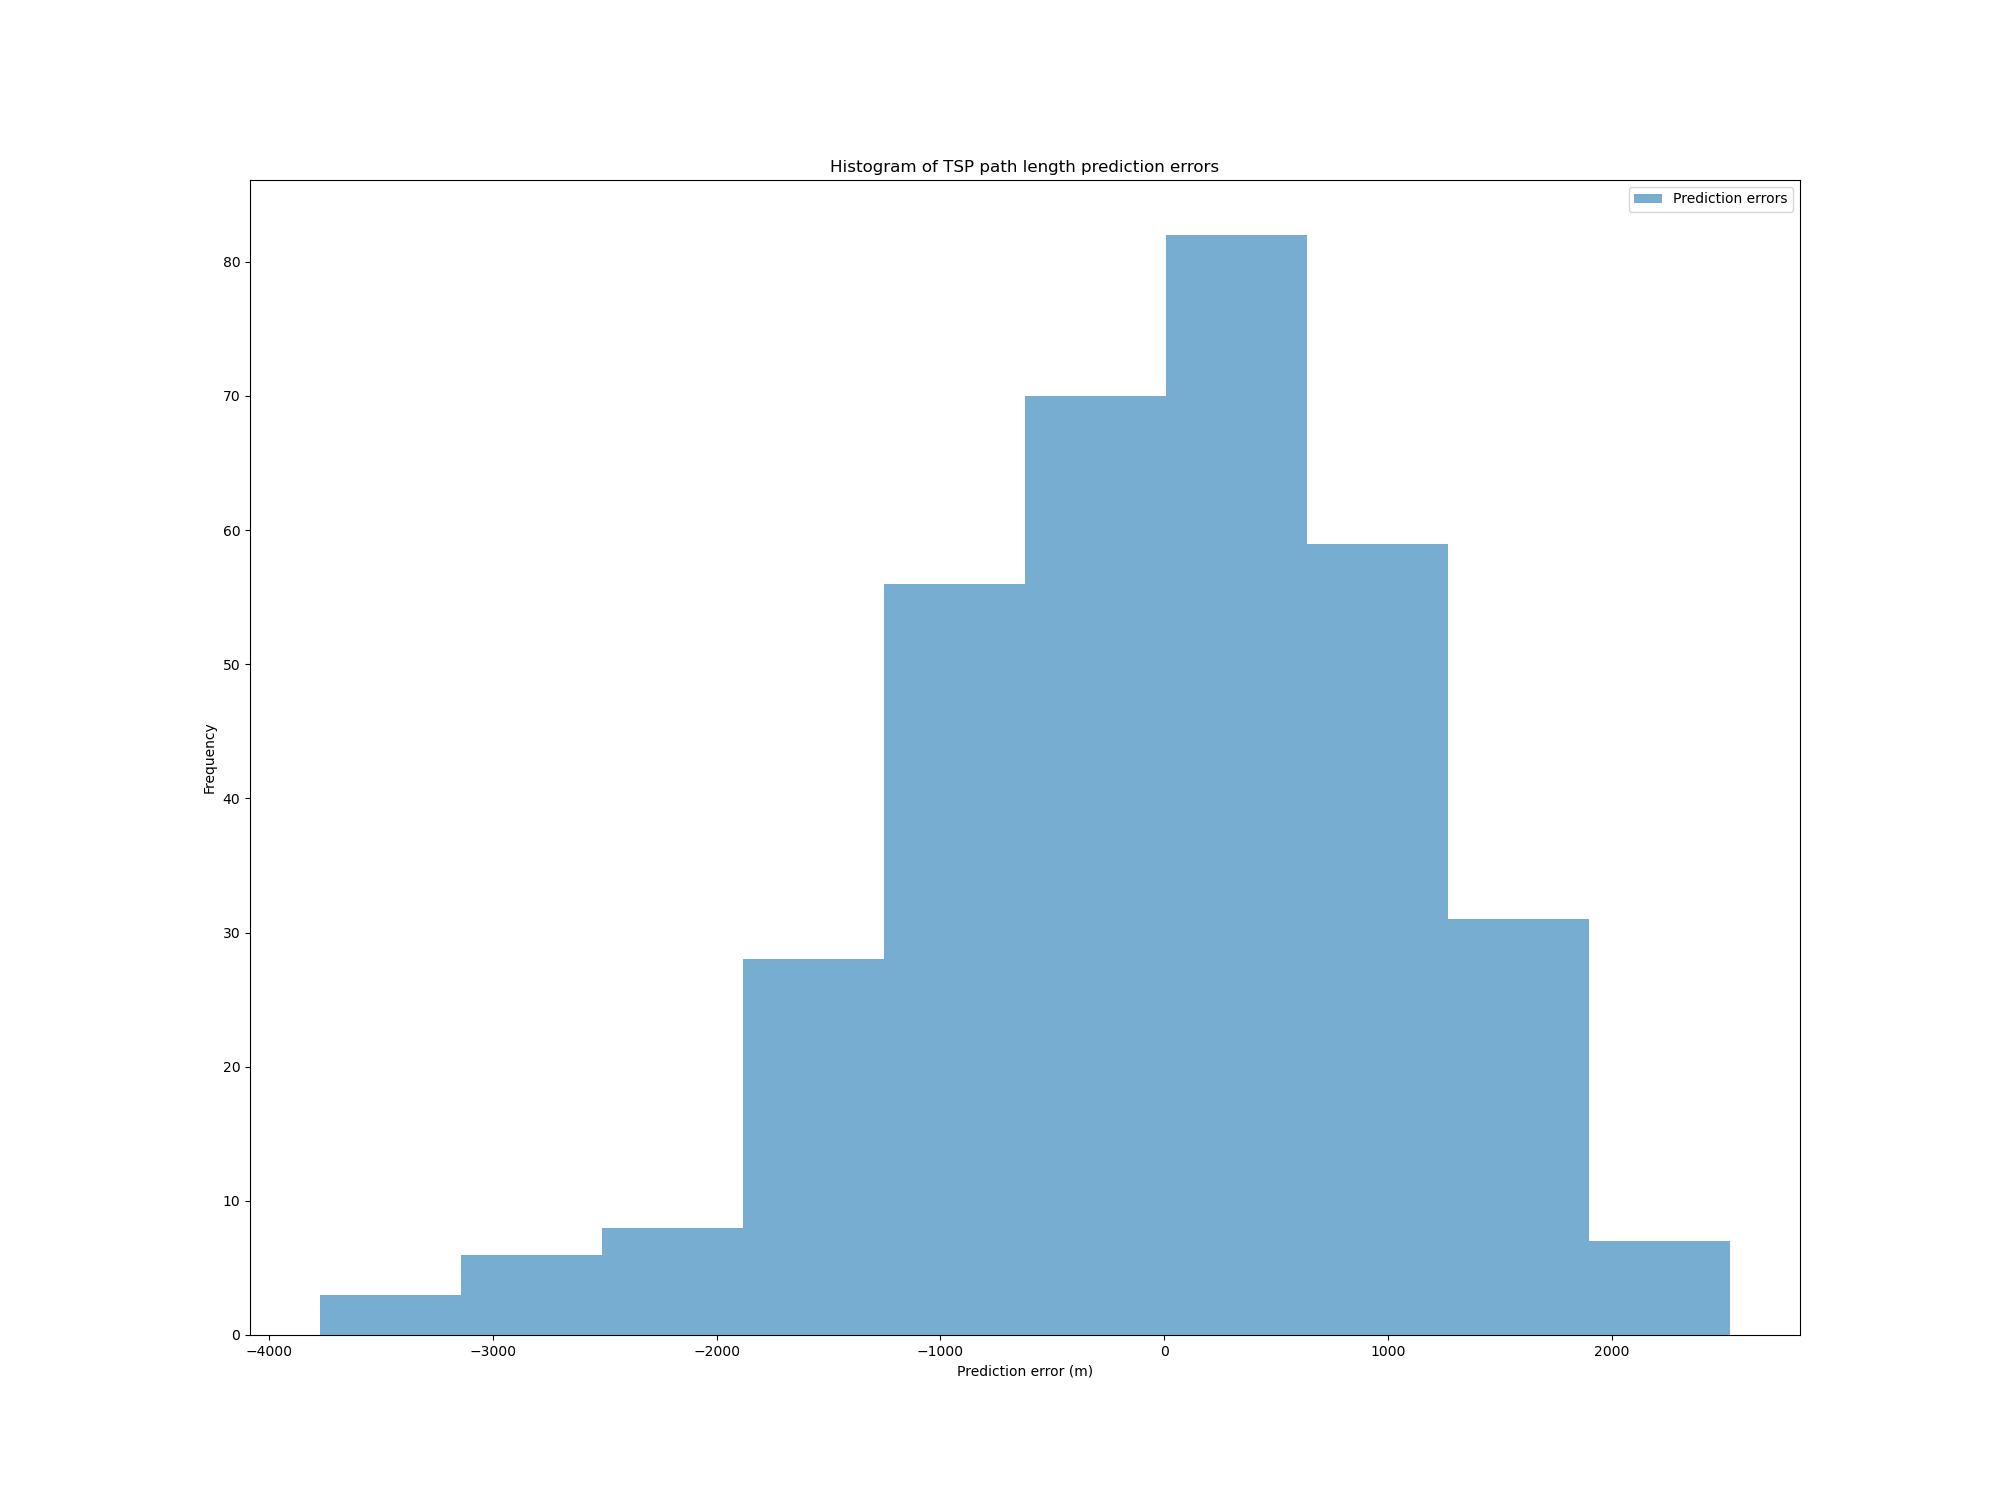 Histogram of TSP path length prediction errors
Prediction errors
80
70
60
50
40
30
20
10
0
Frequency
−4000 −3000 −2000 −1000 0 1000 2000
Prediction error (m)